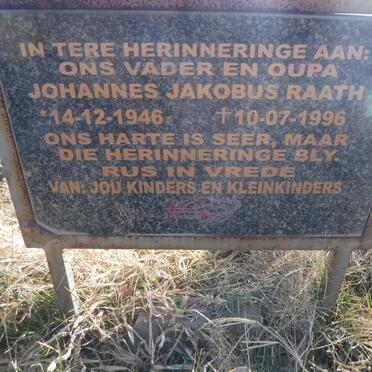 IN TERE HERINNERINGE AAN:
ONS VADER EN OUPA
JOHANNES JAKOBUS RAATH
*14-12-1946 †10-07-1996
ONS HARTE IS SEER, MAAR
DIE HERINNERINGE BLY.
RUS IN VREDE
VAN: JOU KINDERS EN KLEINKINDERS